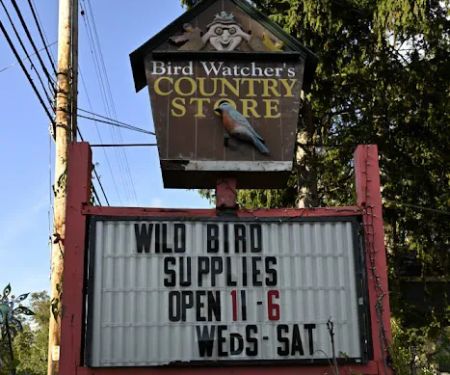 Bird Watcher's
COUNTRY
STORE
WILD BIRD
SUPPLIES
OPEN 11-6
WEDS-SAT